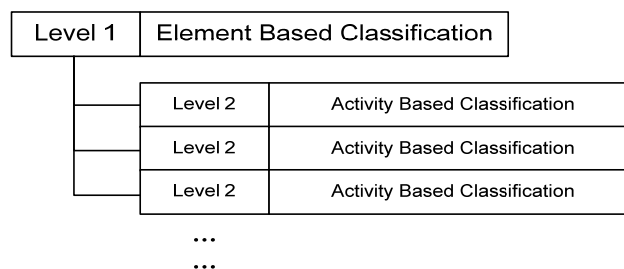 Level 1 Element Based Classification
Level 2 Activity Based Classification
Level 2 Activity Based Classification
Level 2 Activity Based Classification
...
...